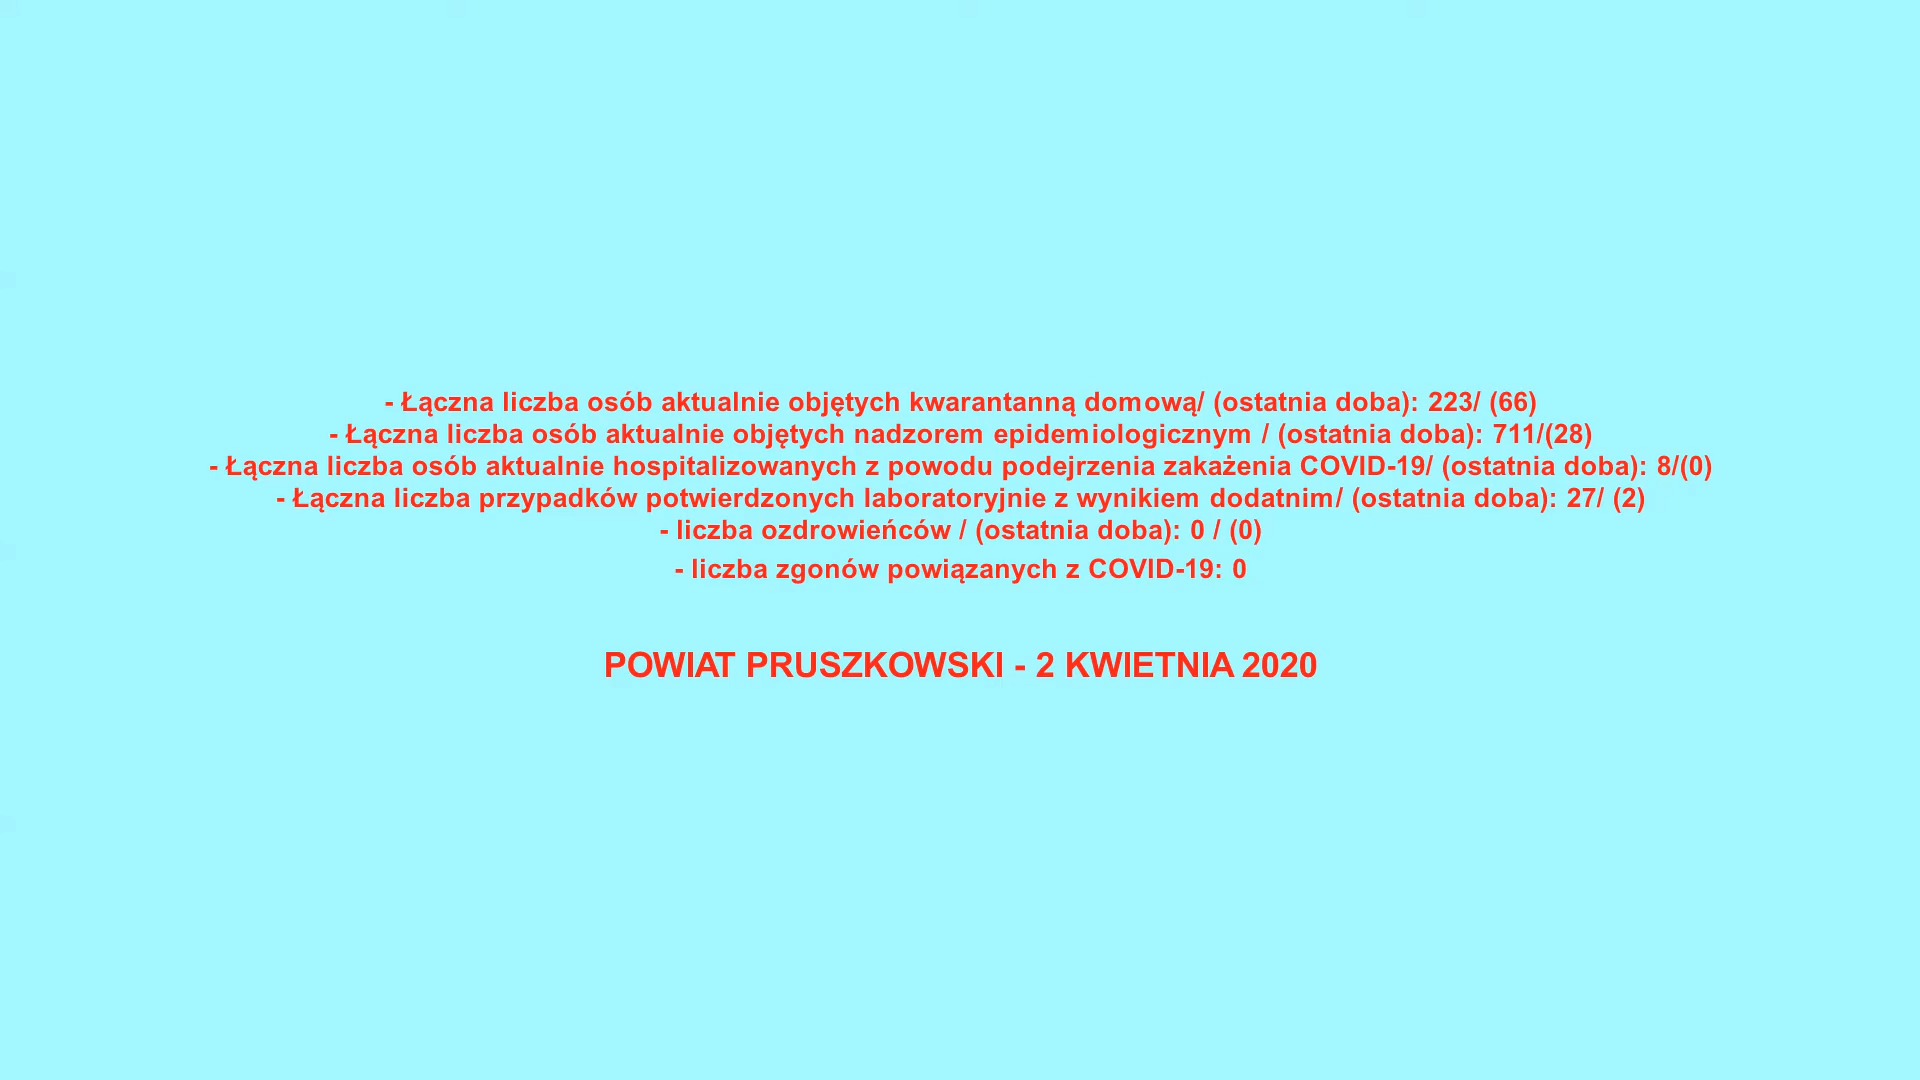 - Łączna liczba osób aktualnie objętych kwarantanną domową/ (ostatnia doba): 223/ (66)
- Łączna liczba osób aktualnie objętych nadzorem epidemiologicznym / (ostatnia doba): 711/(28)
- Łączna liczba osób aktualnie hospitalizowanych z powodu podejrzenia zakażenia COVID-19/ (ostatnia doba): 8/(0)
- Łączna liczba przypadków potwierdzonych laboratoryjnie z wynikiem dodatnim/ (ostatnia doba): 27/ (2)
- liczba ozdrowieńców / (ostatnia doba): 0 / (0)
- liczba zgonów powiązanych z COVID-19: 0
POWIAT PRUSZKOWSKI - 2 KWIETNIA 2020